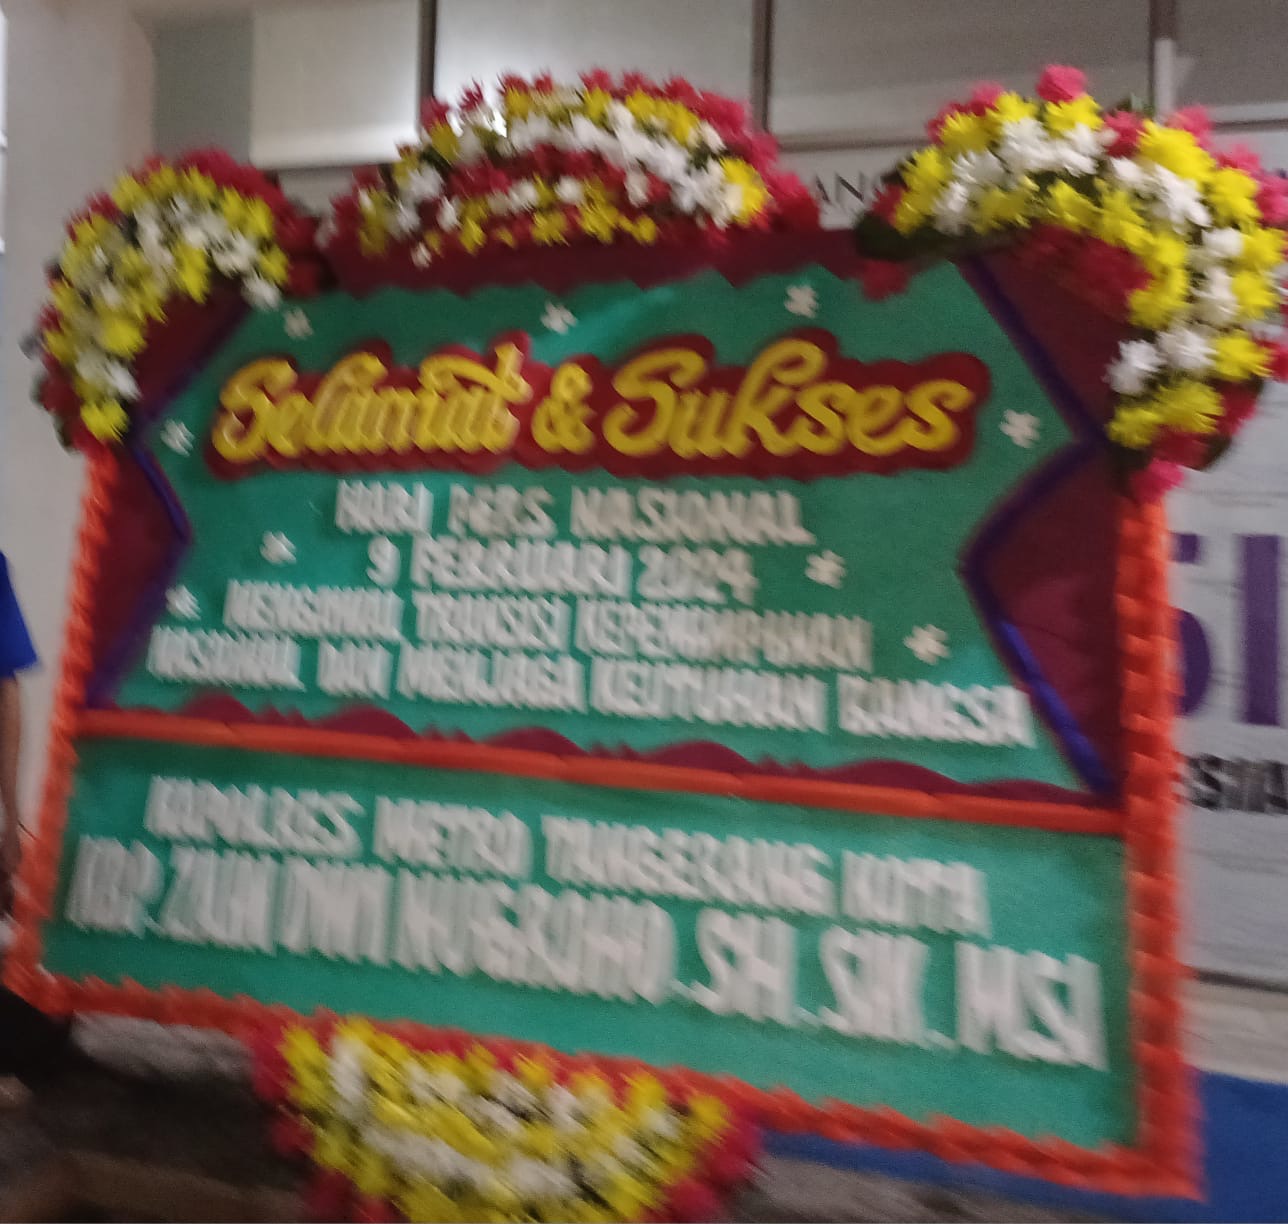 Selamat & Sukses
HARI PERS NASIONAL
9 FEBRUARI 2024
MENGAWAL TRANSISI KEPEMIMPINAN
NASIONAL DAN MENJAGA KEUTUHAN BANGSA
KAPOLRES METRO TANGERANG KOTA
KBP. ZAIN DWI NUGROHO . SH . SIK . MSI